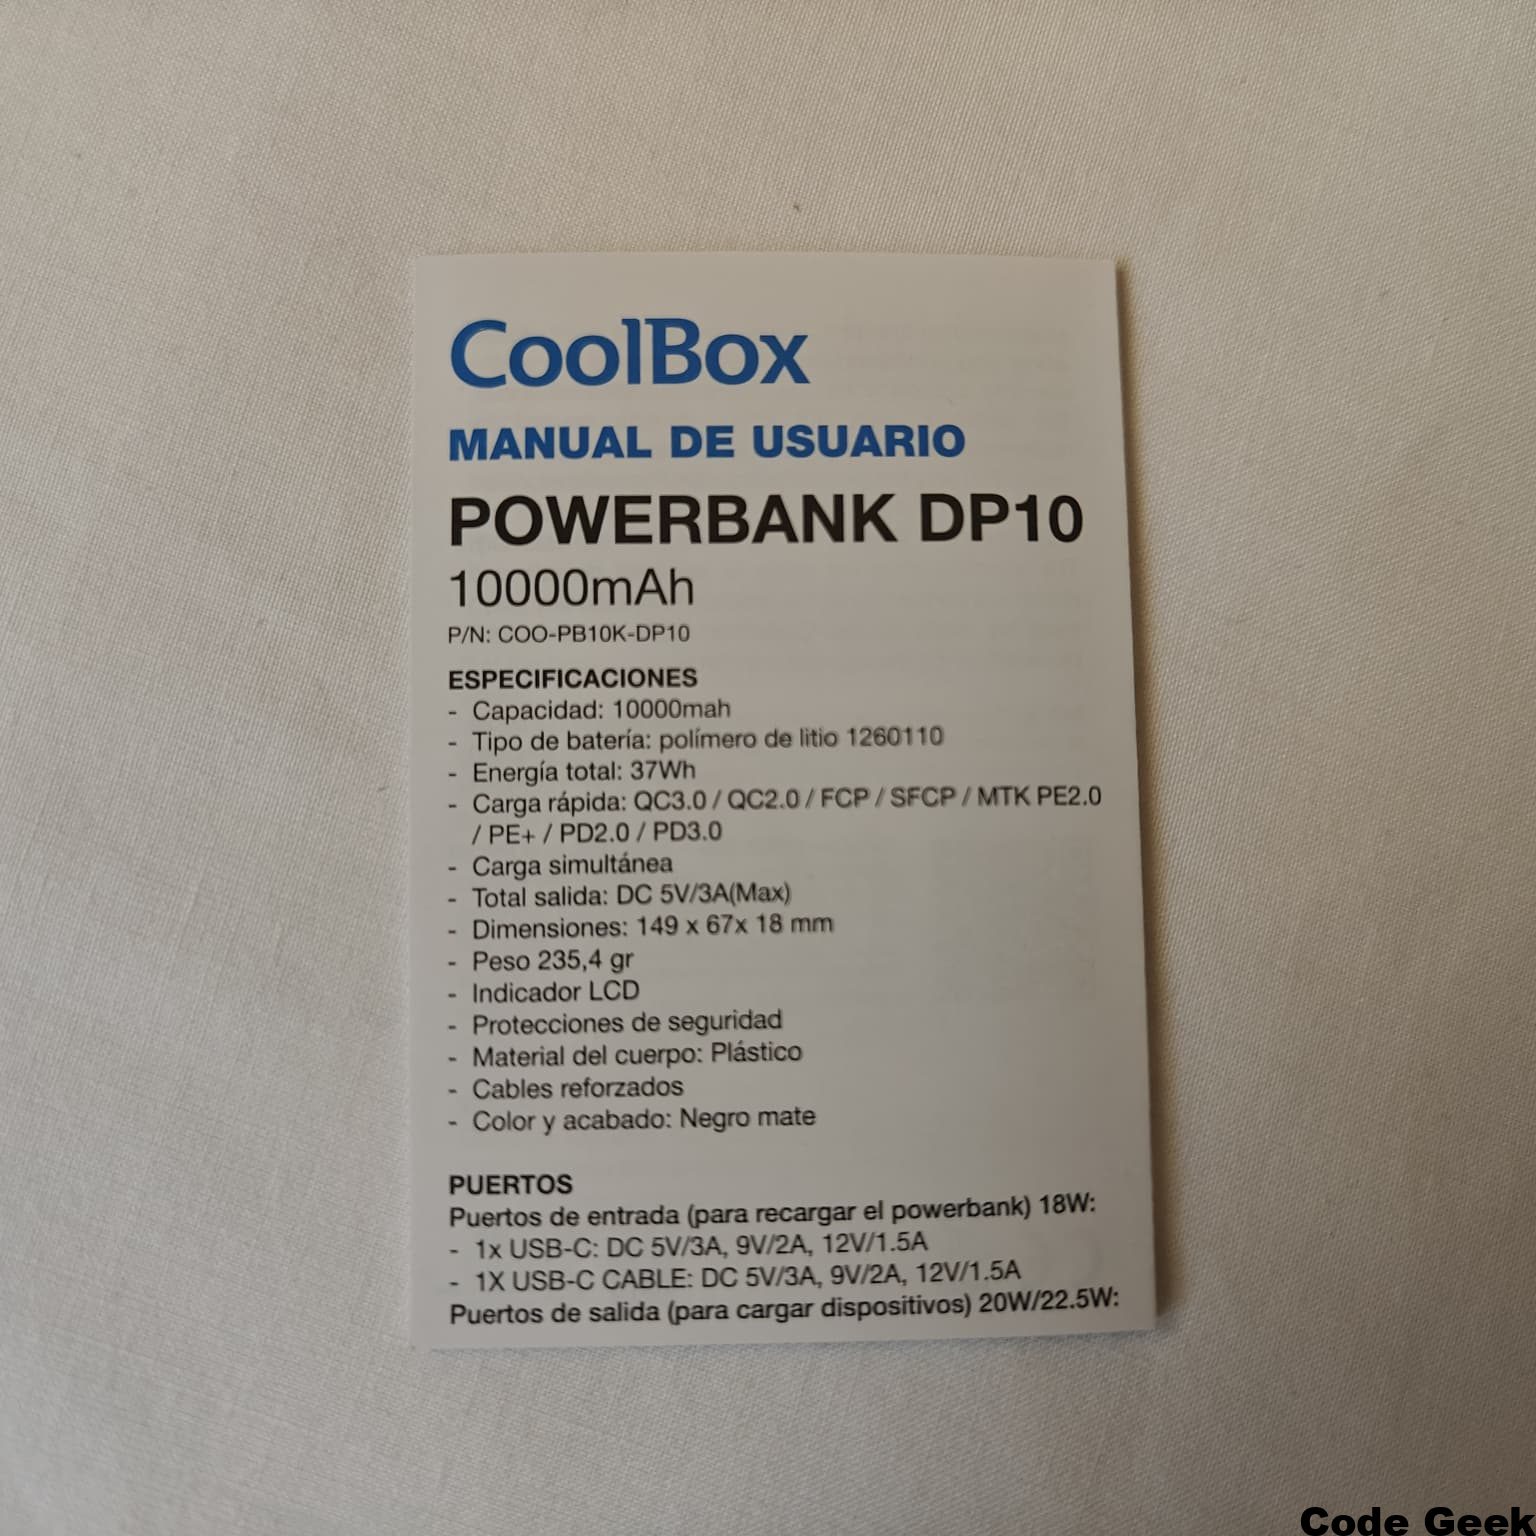 CoolBox
MANUAL DE USUARIO
POWERBANK DP10
10000mAh
P/N: COO-PB10K-DP10
ESPECIFICACIONES
- Capacidad: 10000mah
- Tipo de batería: polímero de litio 1260110
- Energía total: 37Wh
- Carga rápida: QC3.0 / QC2.0 / FCP / SFCP / MTK PE2.0
/ PE+ / PD2.0 / PD3.0
- Carga simultánea
- Total salida: DC 5V/3A(Max)
- Dimensiones: 149 x 67x 18 mm
- Peso 235,4 gr
- Indicador LCD
- Protecciones de seguridad
- Material del cuerpo: Plástico
- Cables reforzados
- Color y acabado: Negro mate
PUERTOS
Puertos de entrada (para recargar el powerbank) 18W:
- 1x USB-C: DC 5V/3A, 9V/2A, 12V/1.5A
- 1X USB-C CABLE: DC 5V/3A, 9V/2A, 12V/1.5A
Puertos de salida (para cargar dispositivos) 20W/22.5W:
Code Geek